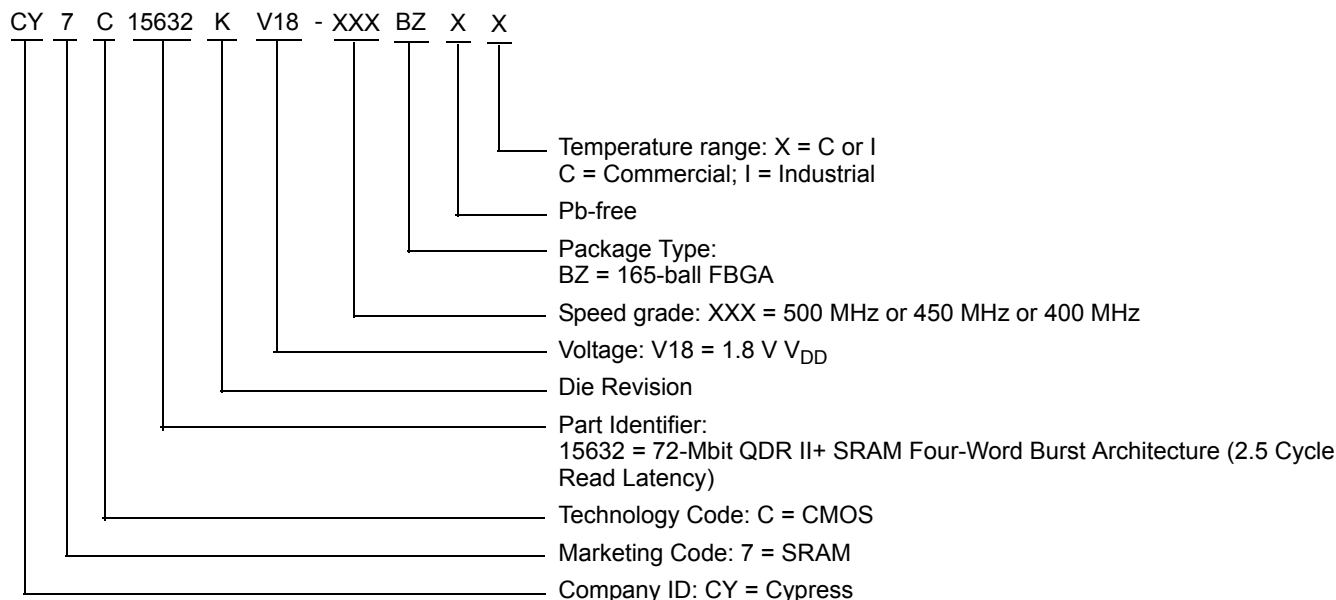 CY 7 C 15632 K V18 - XXX BZ X X
Temperature range: X = C or I
C = Commercial; I = Industrial
Pb-free
Package Type:
BZ = 165-ball FBGA
Speed grade: XXX = 500 MHz or 450 MHz or 400 MHz
Voltage: V18 = 1.8 V VDD
Die Revision
Part Identifier:
15632 = 72-Mbit QDR II+ SRAM Four-Word Burst Architecture (2.5 Cycle
Read Latency)
Technology Code: C = CMOS
Marketing Code: 7 = SRAM
Company ID: CY = Cypress